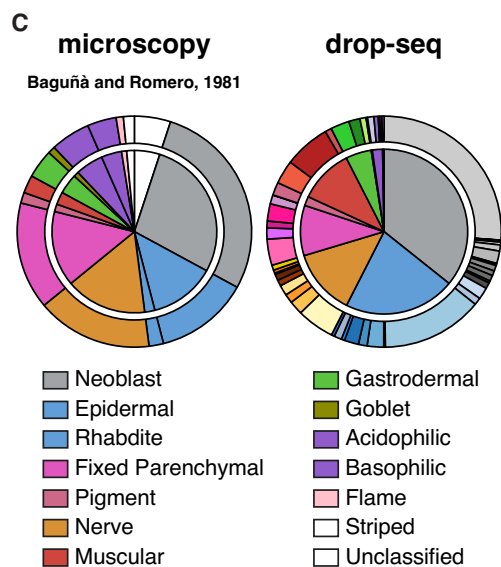 C
microscopy
drop-seq
Baguñà and Romero, 1981
Neoblast
Epidermal
Rhabdite
Fixed Parenchymal
Pigment
Nerve
Muscular
Gastrodermal
Goblet
Acidophilic
Basophilic
Flame
Striped
Unclassified